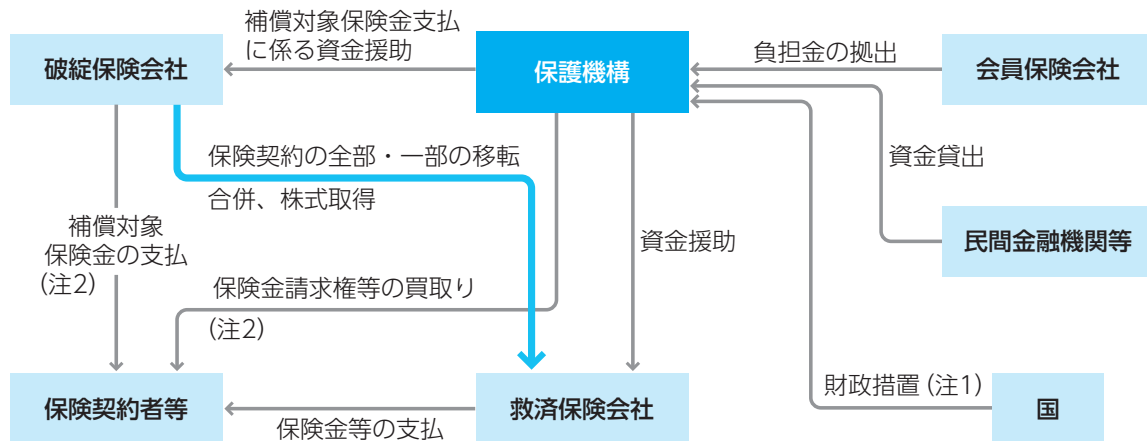 補償対象保険金支払
に係る資金援助
破綻保険会社
保護機構
負担金の拠出
会員保険会社
保険契約の全部・一部の移転
合併、株式取得
資金貸出
補償対象
保険金の支払
(注2)
資金援助
民間金融機関等
保険金請求権等の買取り
(注2)
財政措置(注1)
保険契約者等
保険金等の支払
救済保険会社
国